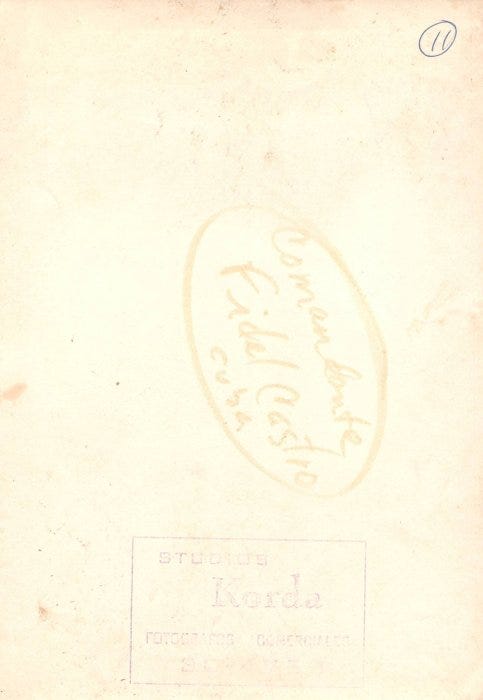 11
Comandante
Fidel Castro
cuba
STUDIOS
Korda
FOTOGRAFOS COMERCIALES